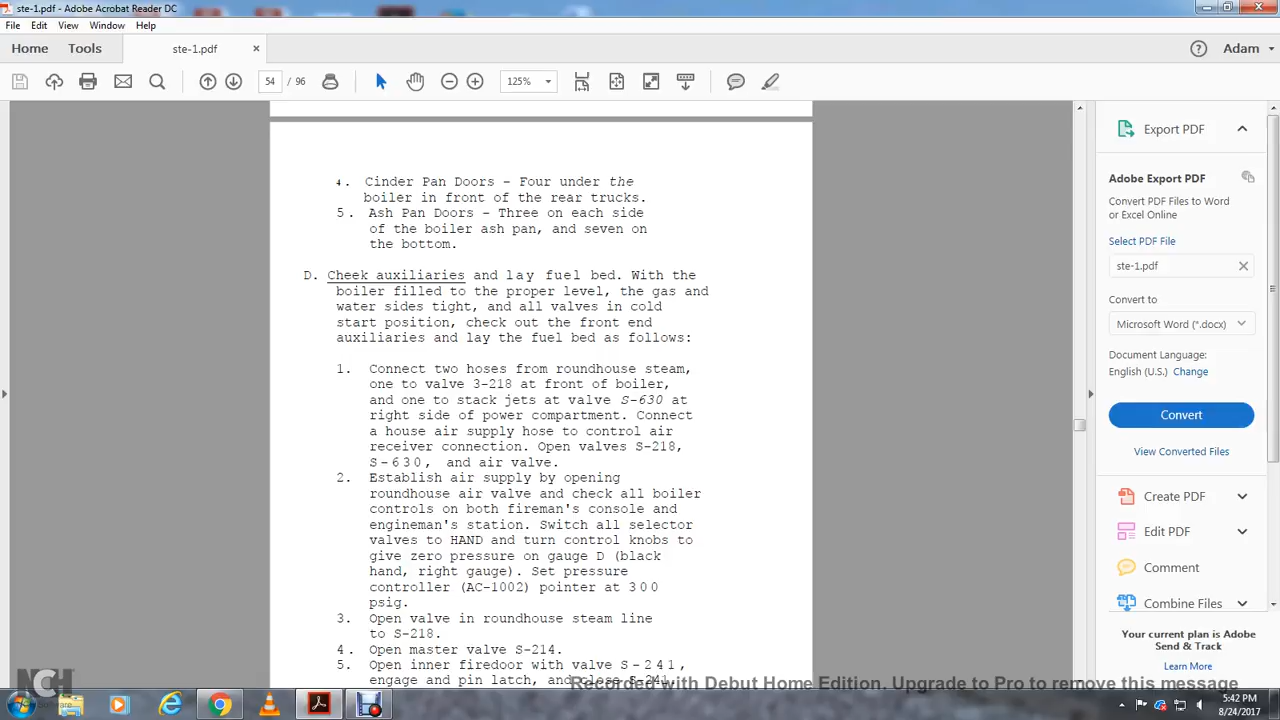 ste-1.pdf - Adobe Acrobat Reader DC
File Edit View Window Help
Home Tools ste-1.pdf × Adam
54 / 96 125%
4. Cinder Pan Doors - Four under the
boiler in front of the rear trucks.
5. Ash Pan Doors - Three on each side
of the boiler ash pan, and seven on
the bottom.
D. Cheek auxiliaries and lay fuel bed. With the
boiler filled to the proper level, the gas and
water sides tight, and all valves in cold
start position, check out the front end
auxiliaries and lay the fuel bed as follows:
1. Connect two hoses from roundhouse steam,
one to valve 3-218 at front of boiler,
and one to stack jets at valve S-630 at
right side of power compartment. Connect
a house air supply hose to control air
receiver connection. Open valves S-218,
S-630, and air valve.
2. Establish air supply by opening
roundhouse air valve and check all boiler
controls on both fireman's console and
engineman's station. Switch all selector
valves to HAND and turn control knobs to
give zero pressure on gauge D (black
hand, right gauge). Set pressure
controller (AC-1002) pointer at 300
psig.
3. Open valve in roundhouse steam line
to S-218.
4. Open master valve S-214.
5. Open inner firedoor with valve S-241,
engage and pin latch, and close S-241.
Export PDF
Adobe Export PDF
Convert PDF Files to Word
or Excel Online
Select PDF File
ste-1.pdf
Convert to
Microsoft Word (*.docx)
Document Language:
English (U.S.) Change
Convert
View Converted Files
Create PDF
Edit PDF
Comment
Combine Files
Your current plan is Adobe
Send & Track
Learn More
Recorded with Debut Home Edition. Upgrade to Pro to remove this message
NCH
Software
5:42 PM
8/24/2017